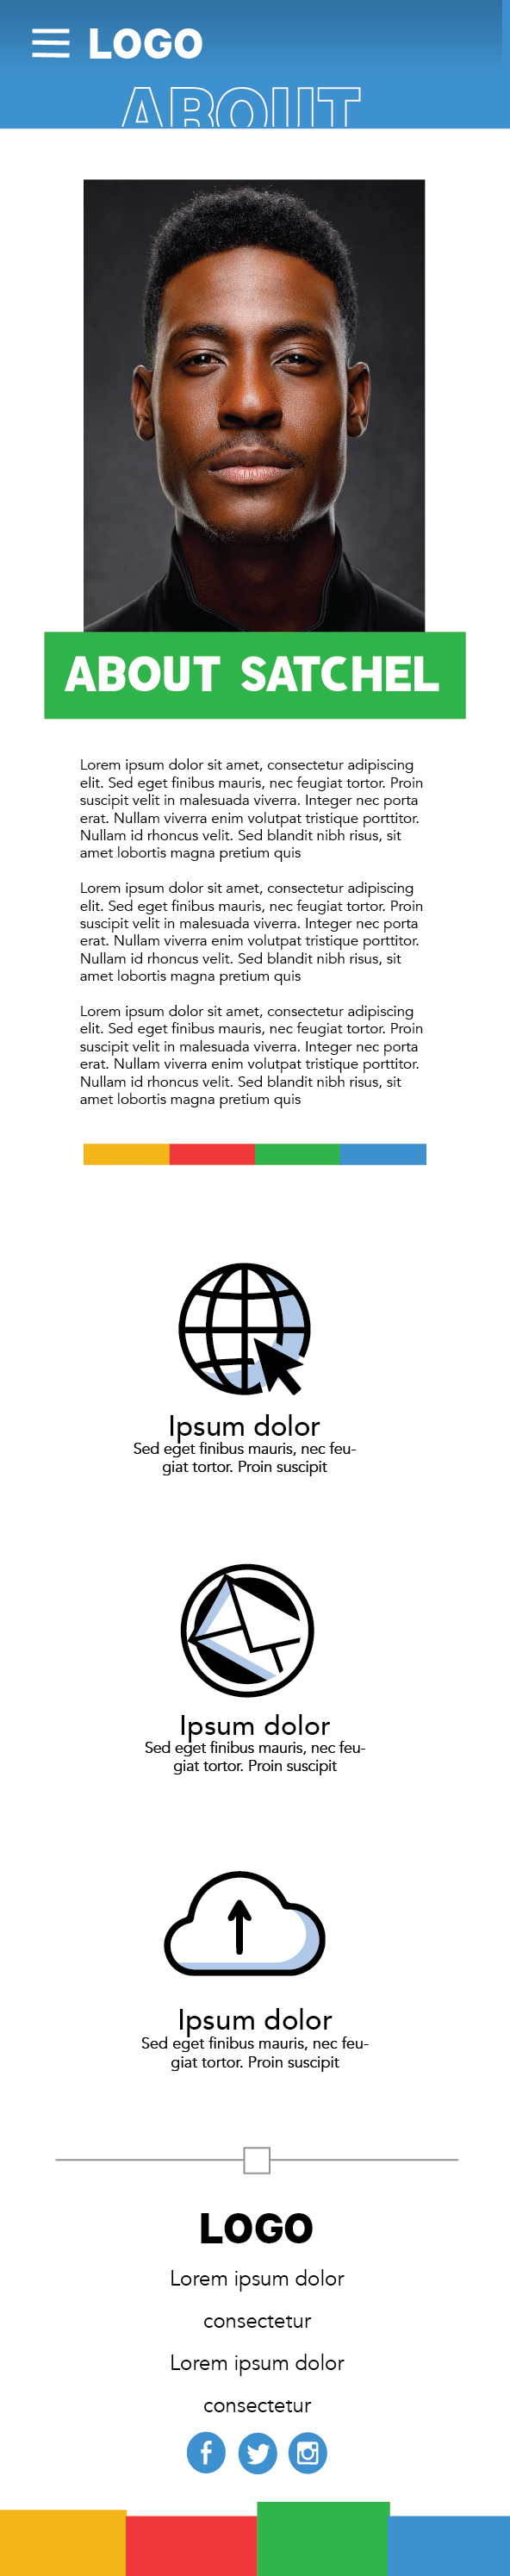 LOGO
ABOUT
ABOUT SATCHEL
Lorem ipsum dolor sit amet, consectetur adipiscing
elit. Sed eget finibus mauris, nec feugiat tortor. Proin
suscipit velit in malesuada viverra. Integer nec porta
erat. Nullam viverra enim volutpat tristique porttitor.
Nullam id rhoncus velit. Sed blandit nibh risus, sit
amet lobortis magna pretium quis
Lorem ipsum dolor sit amet, consectetur adipiscing
elit. Sed eget finibus mauris, nec feugiat tortor. Proin
suscipit velit in malesuada viverra. Integer nec porta
erat. Nullam viverra enim volutpat tristique porttitor.
Nullam id rhoncus velit. Sed blandit nibh risus, sit
amet lobortis magna pretium quis
Lorem ipsum dolor sit amet, consectetur adipiscing
elit. Sed eget finibus mauris, nec feugiat tortor. Proin
suscipit velit in malesuada viverra. Integer nec porta
erat. Nullam viverra enim volutpat tristique porttitor.
Nullam id rhoncus velit. Sed blandit nibh risus, sit
amet lobortis magna pretium quis
Ipsum dolor
Sed eget finibus mauris, nec feu-
giat tortor. Proin suscipit
Ipsum dolor
Sed eget finibus mauris, nec feu-
giat tortor. Proin suscipit
Ipsum dolor
Sed eget finibus mauris, nec feu-
giat tortor. Proin suscipit
LOGO
Lorem ipsum dolor
consectetur
Lorem ipsum dolor
consectetur